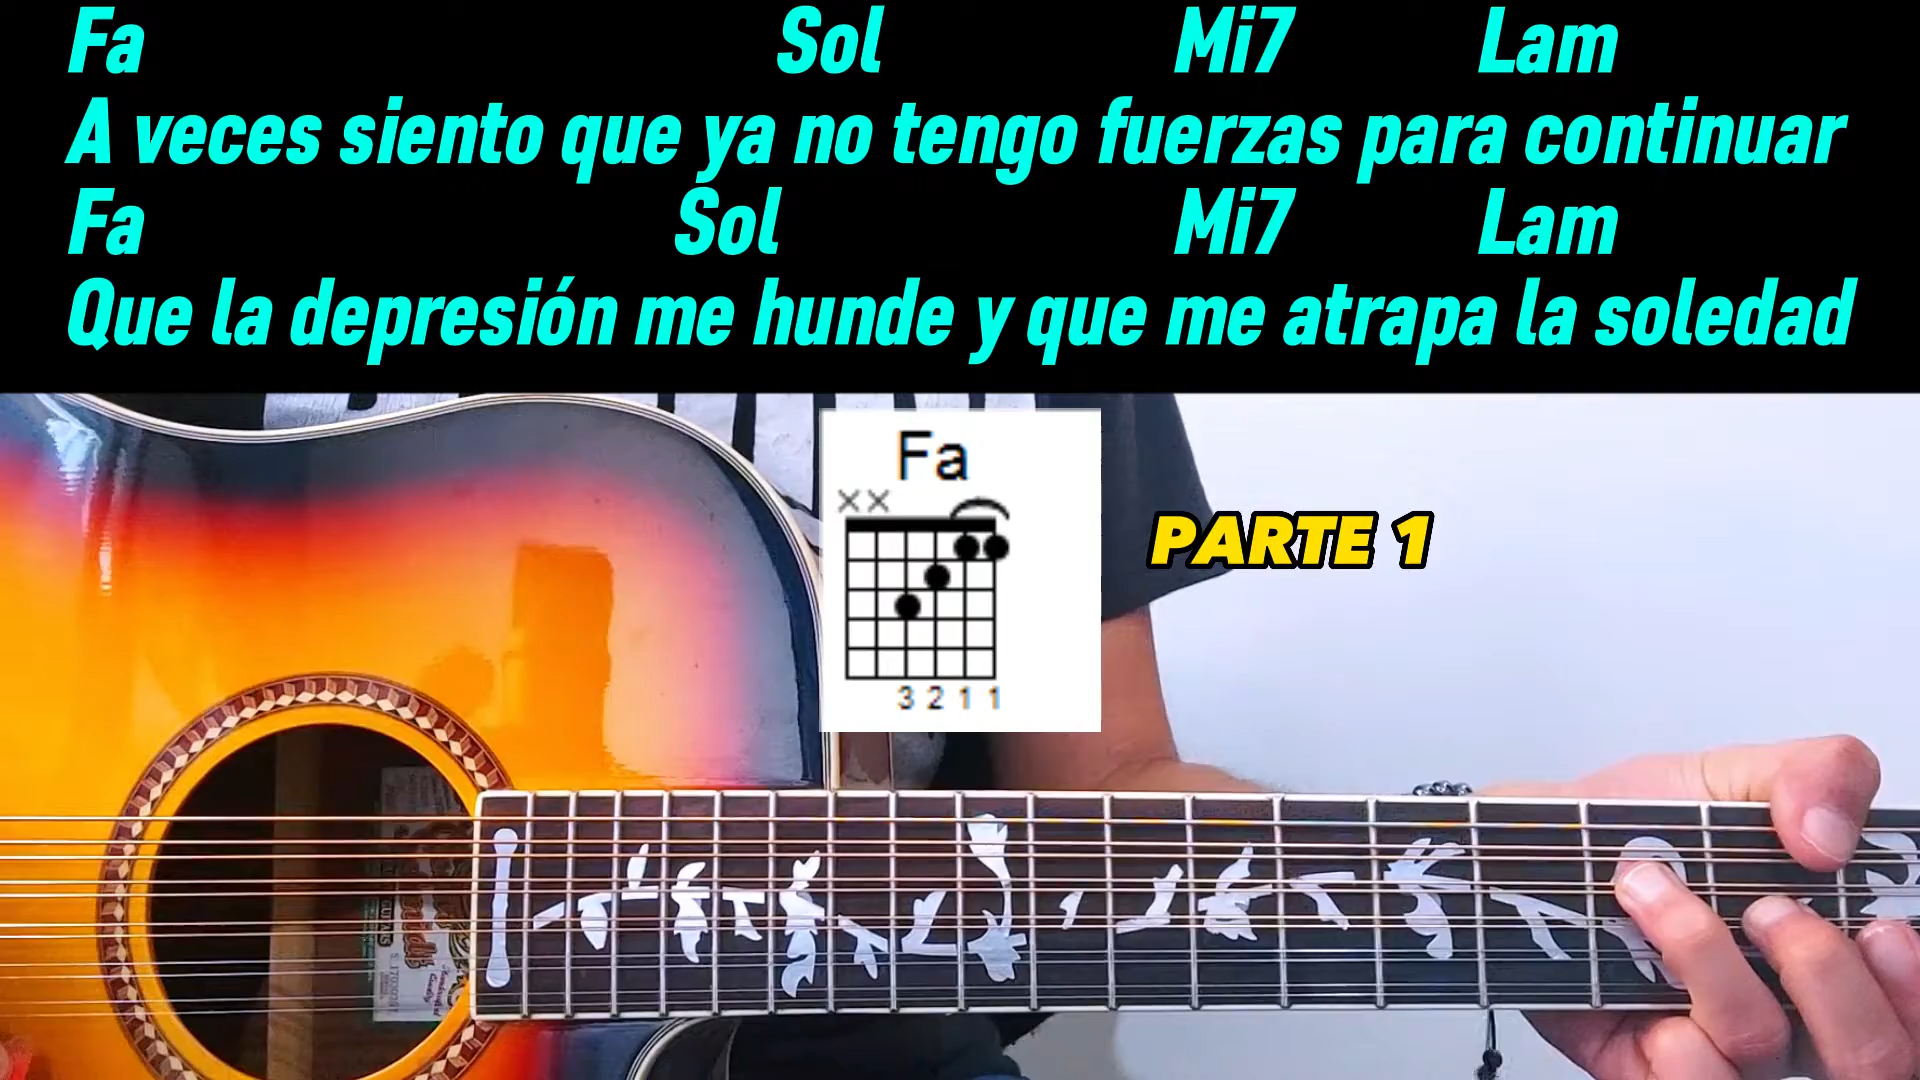 Fa Sol Mi7 Lam
A veces siento que ya no tengo fuerzas para continuar
Fa Sol Mi7 Lam
Que la depresión me hunde y que me atrapa la soledad
Fa
XX
3 2 1 1
PARTE 1